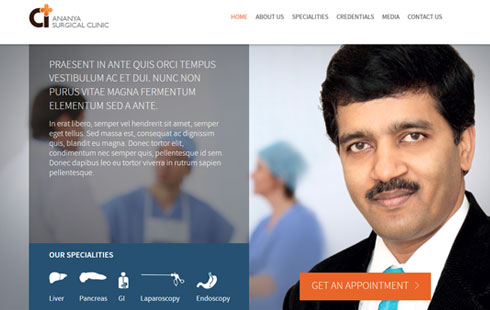 Ci ANANYA
SURGICAL CLINIC
HOME ABOUT US SPECIALITIES CREDENTIALS MEDIA CONTACT US
PRAESENT IN ANTE QUIS ORCI TEMPUS
VESTIBULUM AC ET DUI. NUNC NON
PURUS VITAE MAGNA FERMENTUM
ELEMENTUM SED A ANTE.
In erat libero, semper vel hendrerit sit amet, semper
eget tellus. Sed massa est, consequat ac dignissim
quis, blandit eu magna. Donec tortor elit,
condimentum nec semper quis, pellentesque id sem.
Donec dapibus leo eu tortor viverra in rutrum sapien
pellentesque.
OUR SPECIALITIES
Liver Pancreas GI Laparoscopy Endoscopy
GET AN APPOINTMENT >